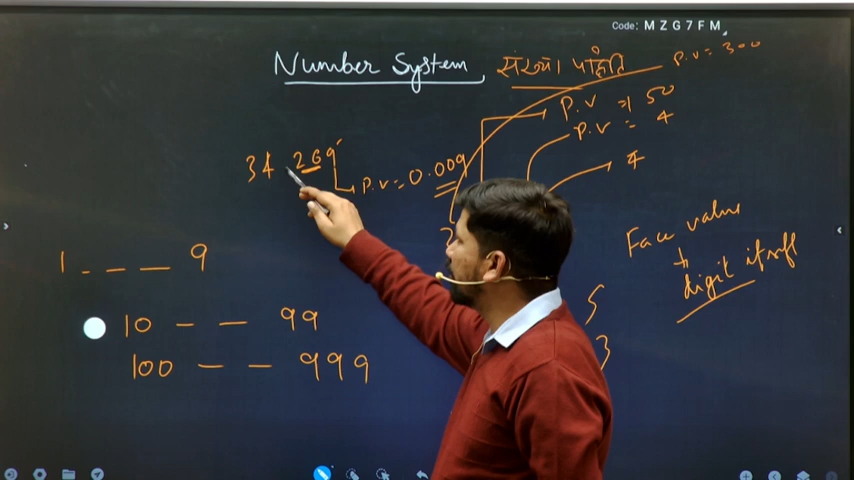 Code: MZG7FM
Number System संख्या पद्धति
P.V = 300
P.V = 50
P.V = 4
34 269
P.V = 0.009
Face value
digit itself
1 - - - 9
10 - - 99
100 - - 999
5
3